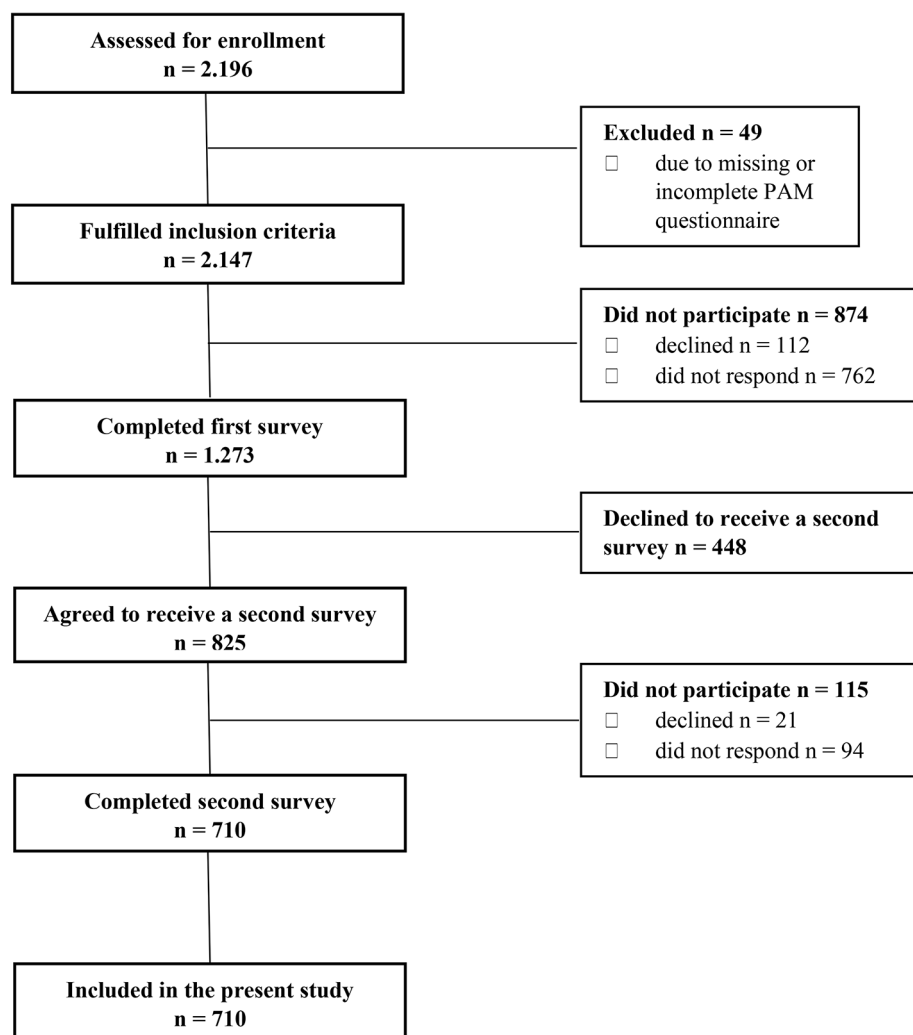 Assessed for enrollment
n = 2.196
Excluded n = 49
□ due to missing or
incomplete PAM
questionnaire
Fulfilled inclusion criteria
n = 2.147
Did not participate n = 874
□ declined n = 112
□ did not respond n = 762
Completed first survey
n = 1.273
Declined to receive a second
survey n = 448
Agreed to receive a second survey
n = 825
Did not participate n = 115
□ declined n = 21
□ did not respond n = 94
Completed second survey
n = 710
Included in the present study
n = 710